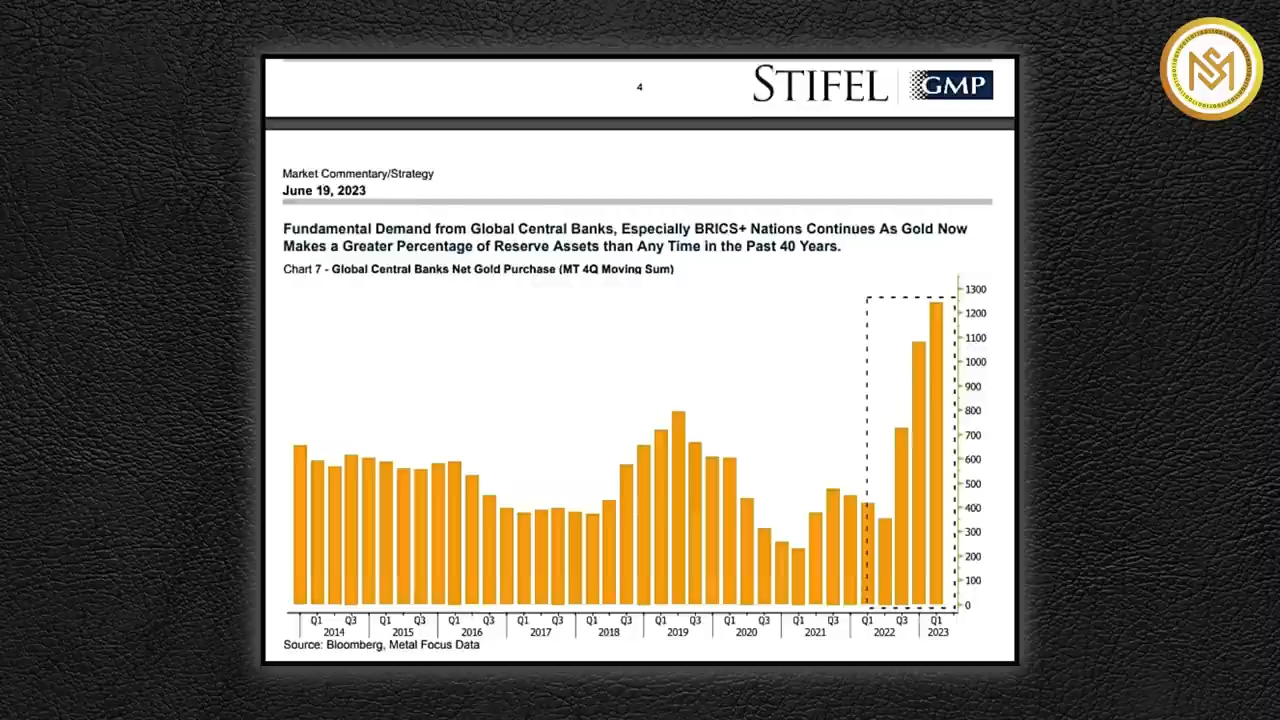 4
STIFEL | GMP
Market Commentary/Strategy
June 19, 2023
Fundamental Demand from Global Central Banks, Especially BRICS+ Nations Continues As Gold Now
Makes a Greater Percentage of Reserve Assets than Any Time in the Past 40 Years.
Chart 7 - Global Central Banks Net Gold Purchase (MT 4Q Moving Sum)
1300
1200
1100
1000
900
800
700
600
500
400
300
200
100
0
Q1 Q3 Q1 Q3 Q1 Q3 Q1 Q3 Q1 Q3 Q1 Q3 Q1 Q3 Q1 Q3 Q1 Q3 Q1
2014 2015 2016 2017 2018 2019 2020 2021 2022 2023
Source: Bloomberg, Metal Focus Data